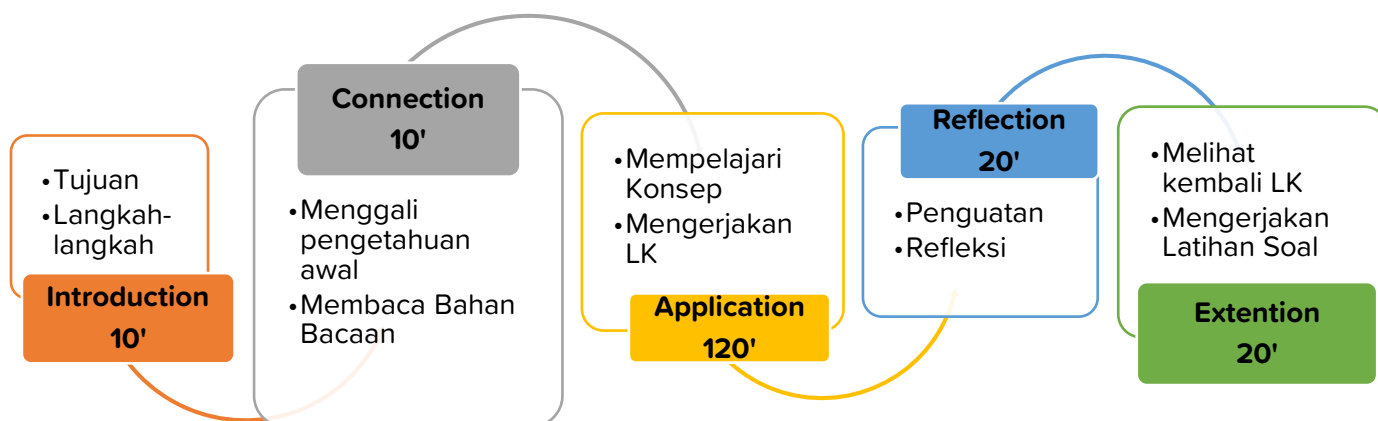 •Tujuan
•Langkah-
langkah
Introduction
10'
Connection
10'
•Menggali
pengetahuan
awal
•Membaca Bahan
Bacaan
•Mempelajari
Konsep
•Mengerjakan
LK
Application
120'
Reflection
20'
•Penguatan
•Refleksi
•Melihat
kembali LK
•Mengerjakan
Latihan Soal
Extention
20'